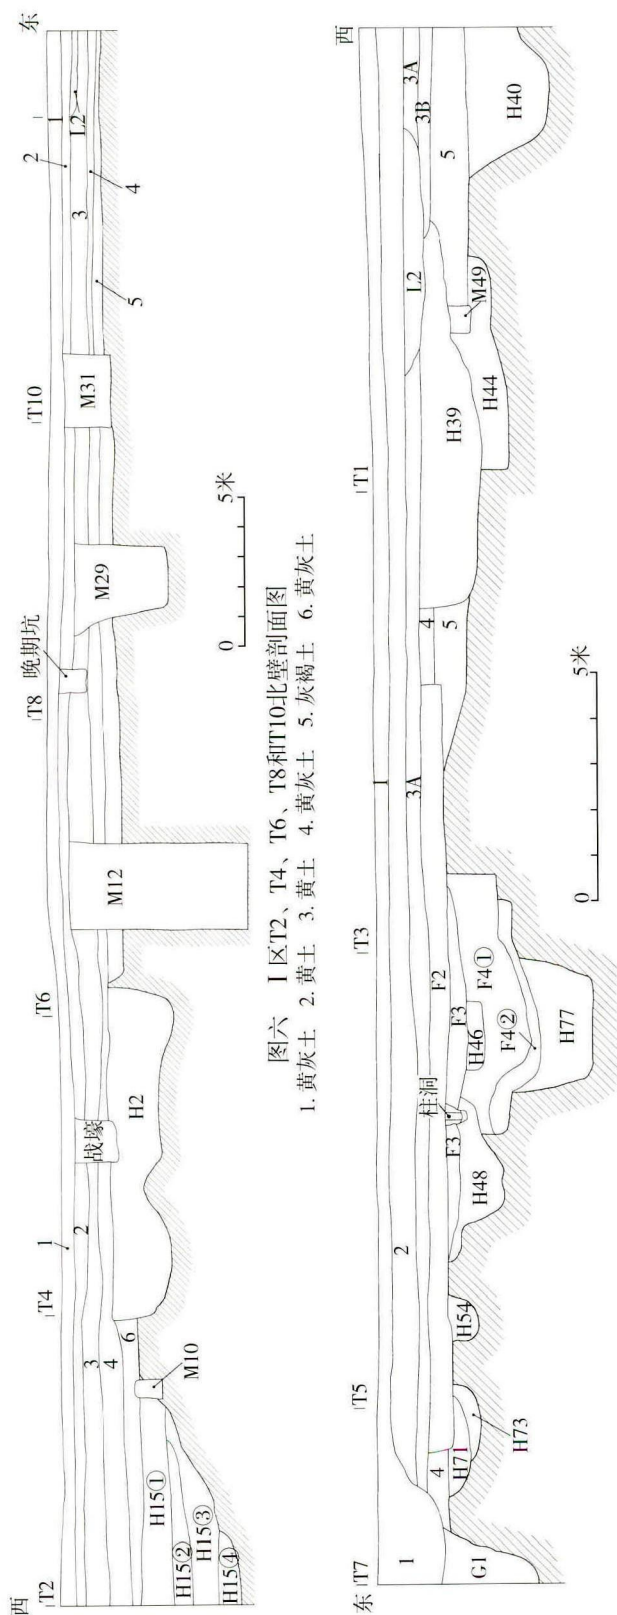 西 东
T2 T4 T6 T8 T10
晚期坑
1 2 3 4 6
战壕
M10 H2 M12 M29 M31
1 2 3 L2 4 5
H15① H15② H15③ H15④
0 5米
图六 Ⅰ区T2、T4、T6、T8和T10北壁剖面图
1. 黄灰土 2. 黄土 3. 黄土 4. 黄灰土 5. 灰褐土 6. 黄灰土
东 西
T7 T5 T3 T1
1 2 1 3A L2 3A
3B
4 F2 4 5 5
柱洞
F3 F3 H39 M49
G1 H71 H73 H54 H48 H46 F4① F4② H77 H44 H40
0 5米